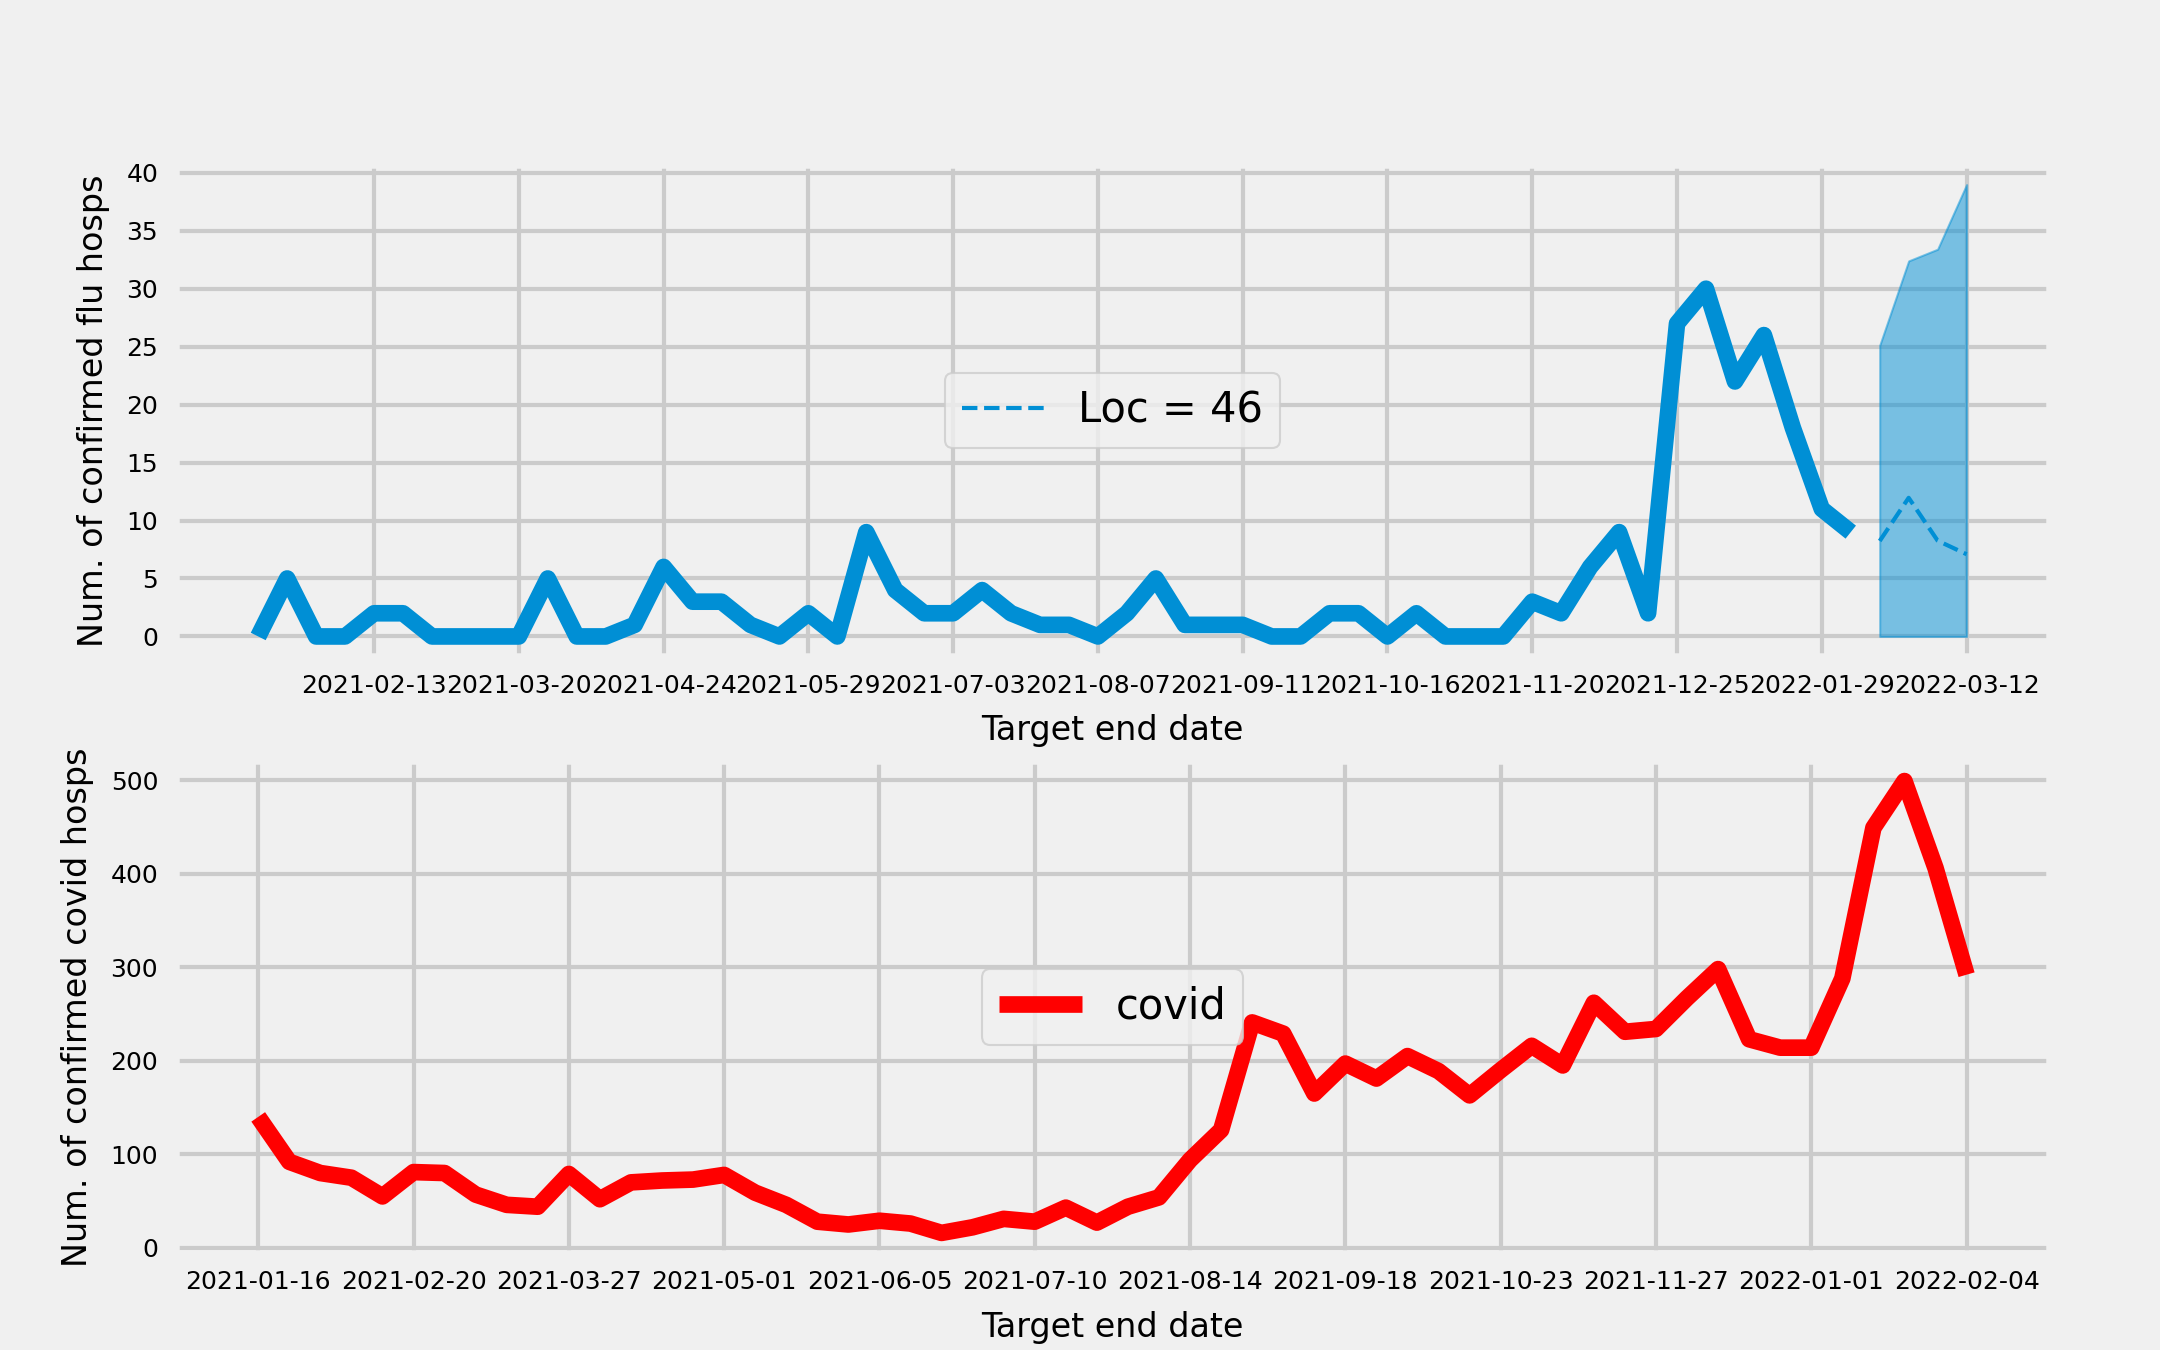 Num. of confirmed flu hosps
40
35
30
25
20
15
10
5
0
Loc = 46
2021-02-13 2021-03-20 2021-04-24 2021-05-29 2021-07-03 2021-08-07 2021-09-11 2021-10-16 2021-11-20 2021-12-25 2022-01-29 2022-03-12
Target end date
Num. of confirmed covid hosps
500
400
300
200
100
0
covid
2021-01-16 2021-02-20 2021-03-27 2021-05-01 2021-06-05 2021-07-10 2021-08-14 2021-09-18 2021-10-23 2021-11-27 2022-01-01 2022-02-04
Target end date